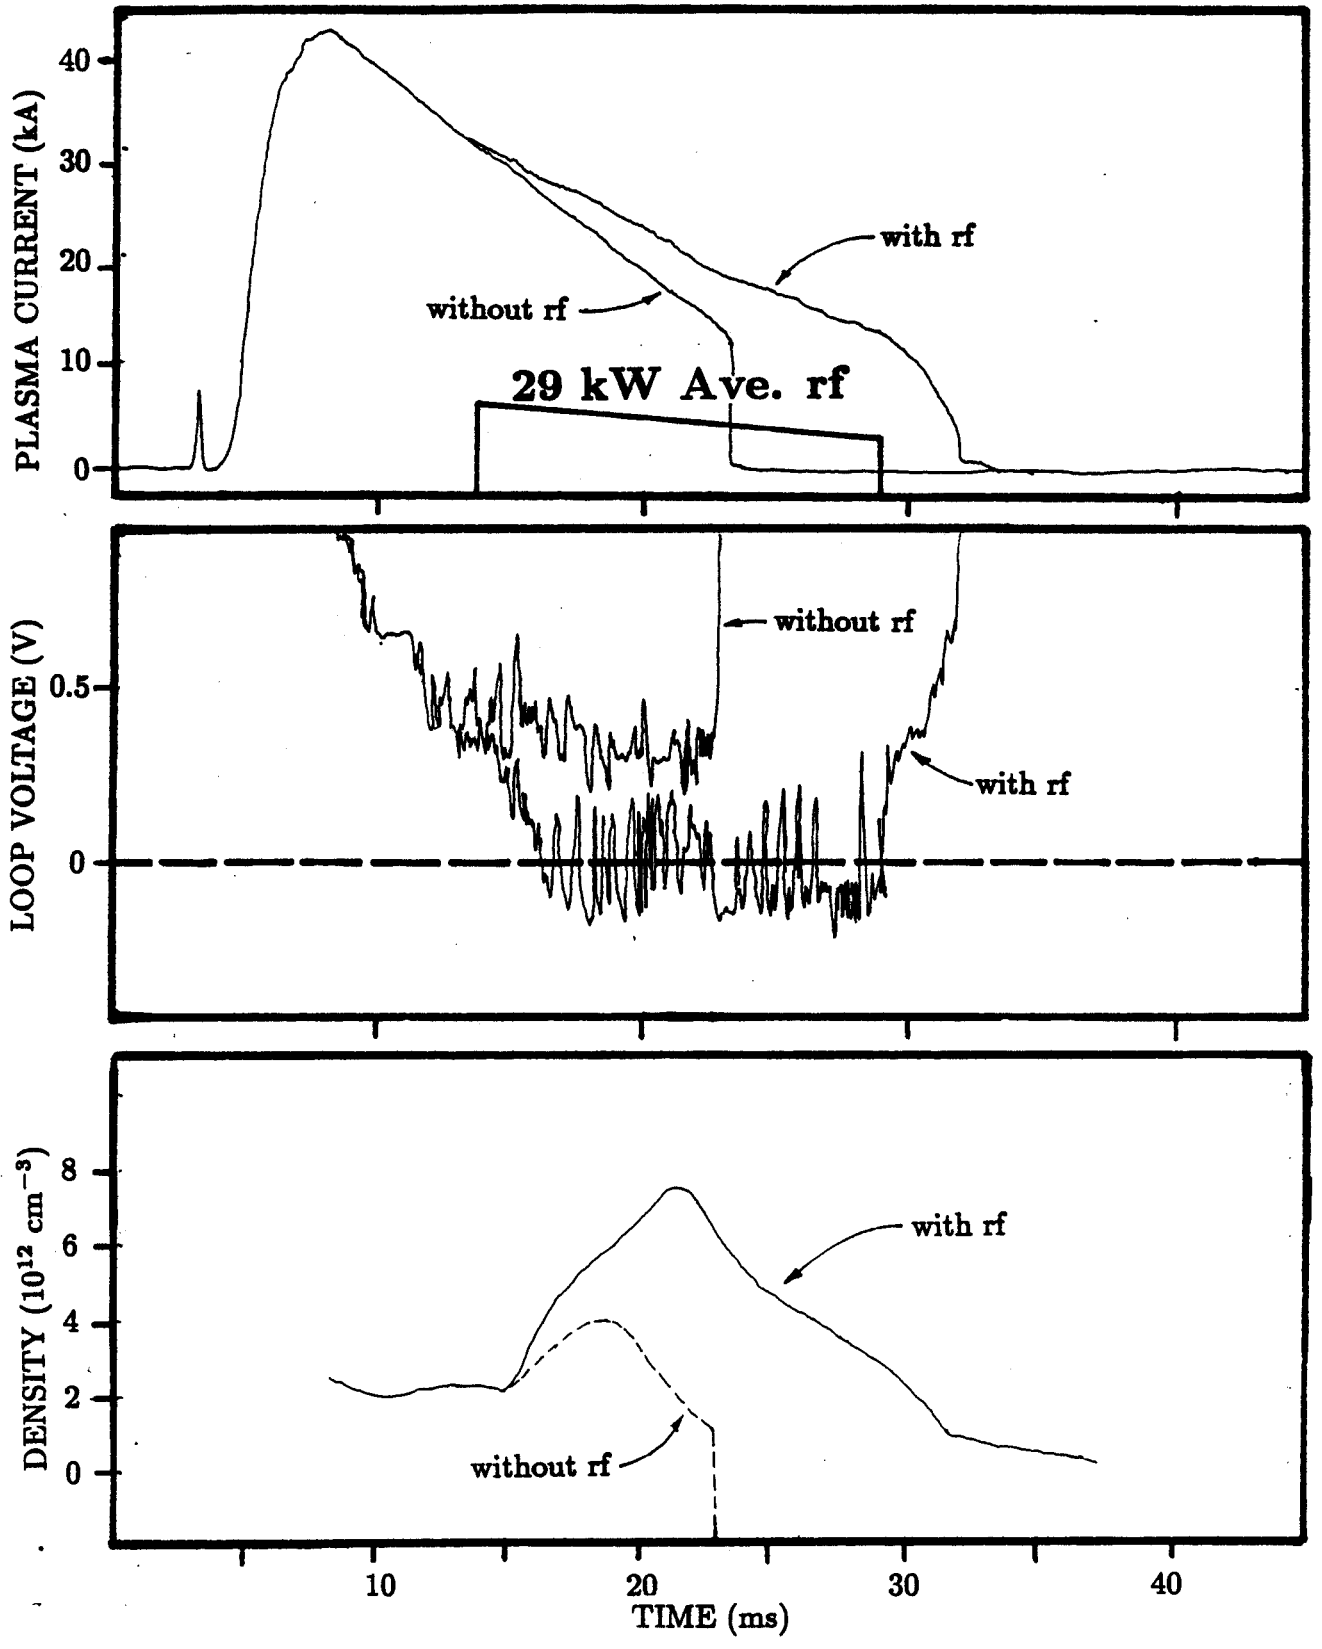 PLASMA CURRENT (kA)
40
30
20
10
0
with rf
without rf
29 kW Ave. rf
LOOP VOLTAGE (V)
0.5
0
without rf
with rf
DENSITY (10¹² cm⁻³)
8
6
4
2
0
with rf
without rf
10 20 30 40
TIME (ms)